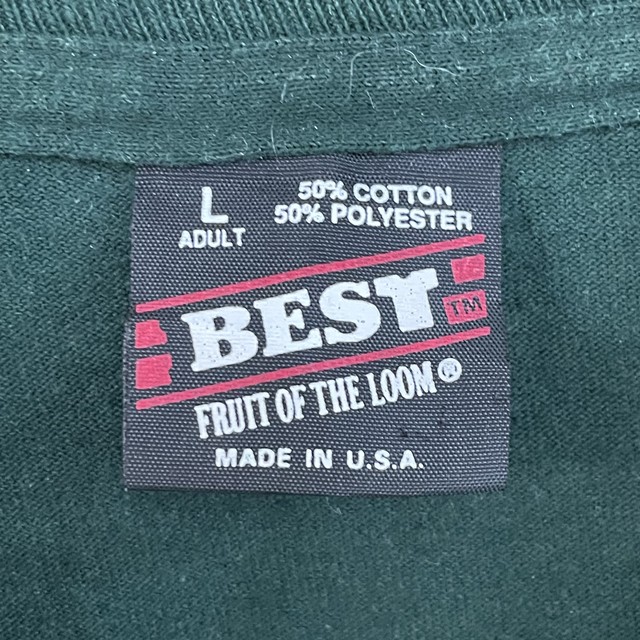 L
ADULT
50% COTTON
50% POLYESTER
BEST
TM
FRUIT OF THE LOOM®
MADE IN U.S.A.